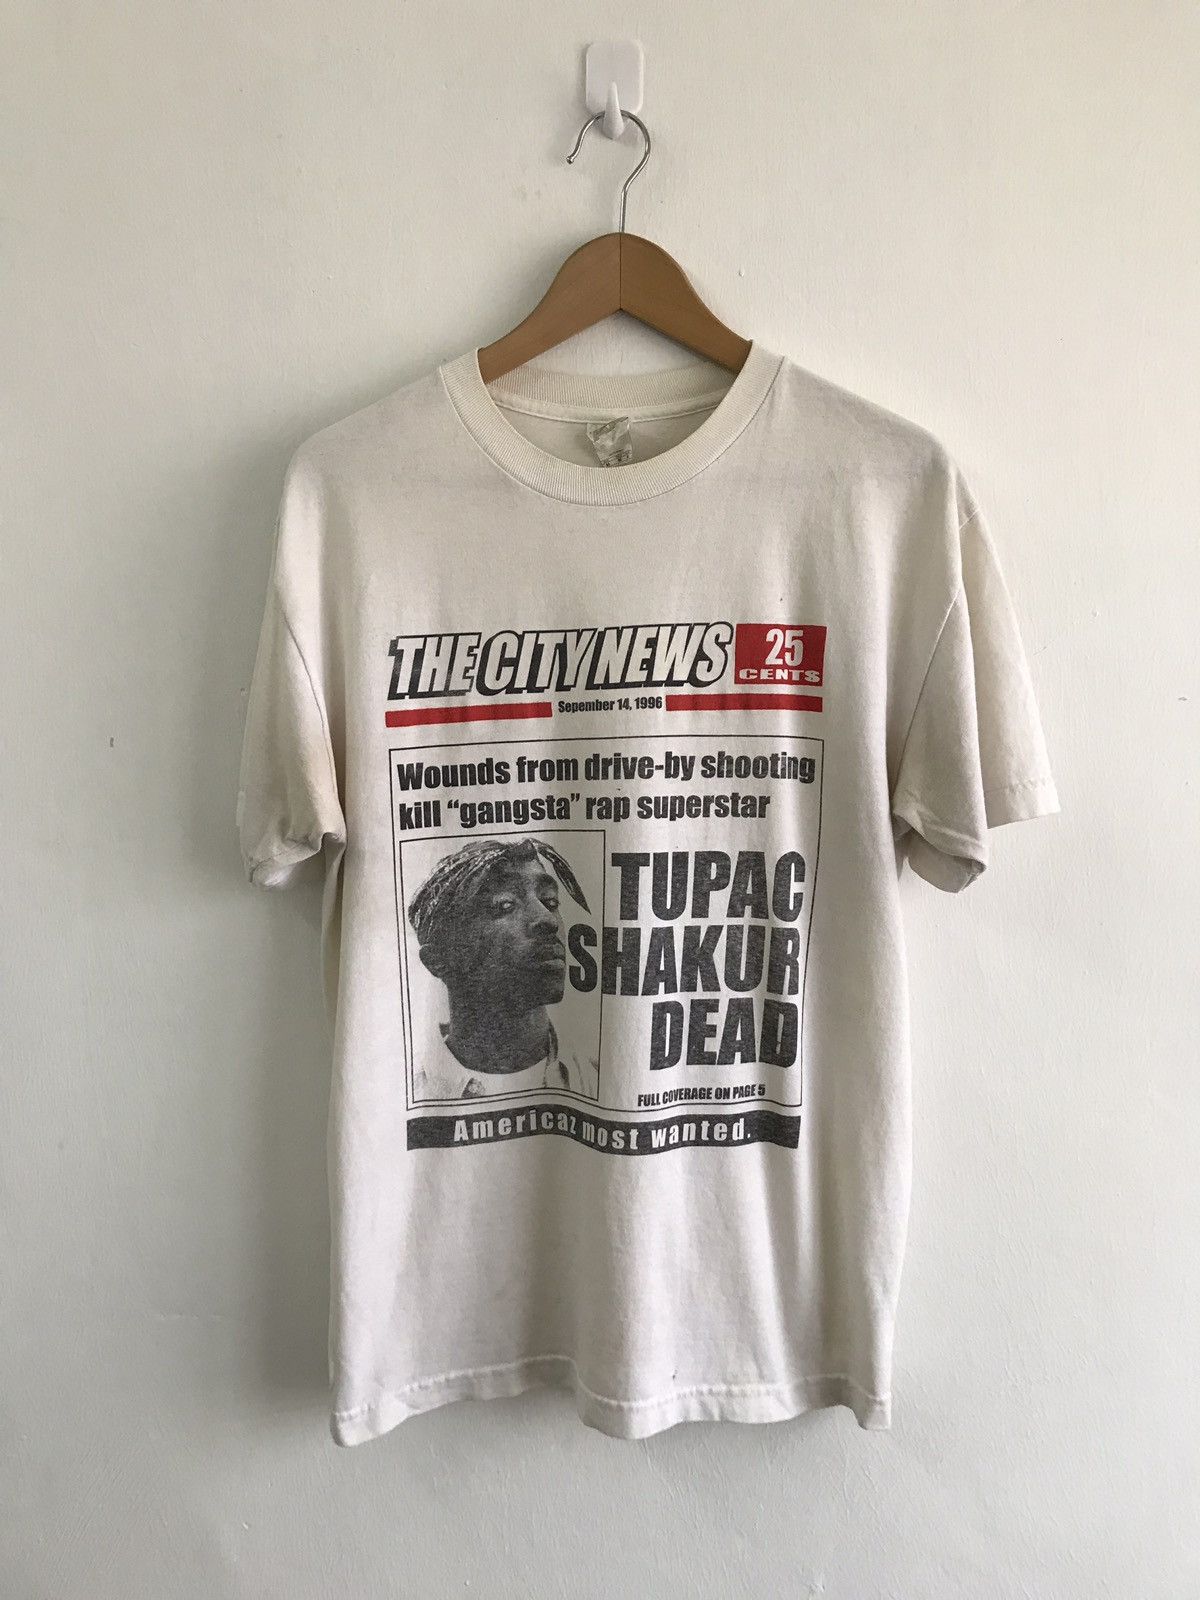 THE CITY NEWS
25
CENTS
Sepember 14, 1996
Wounds from drive-by shooting
kill “gangsta” rap superstar
TUPAC
SHAKUR
DEAD
FULL COVERAGE ON PAGE 5
Americaz most wanted.